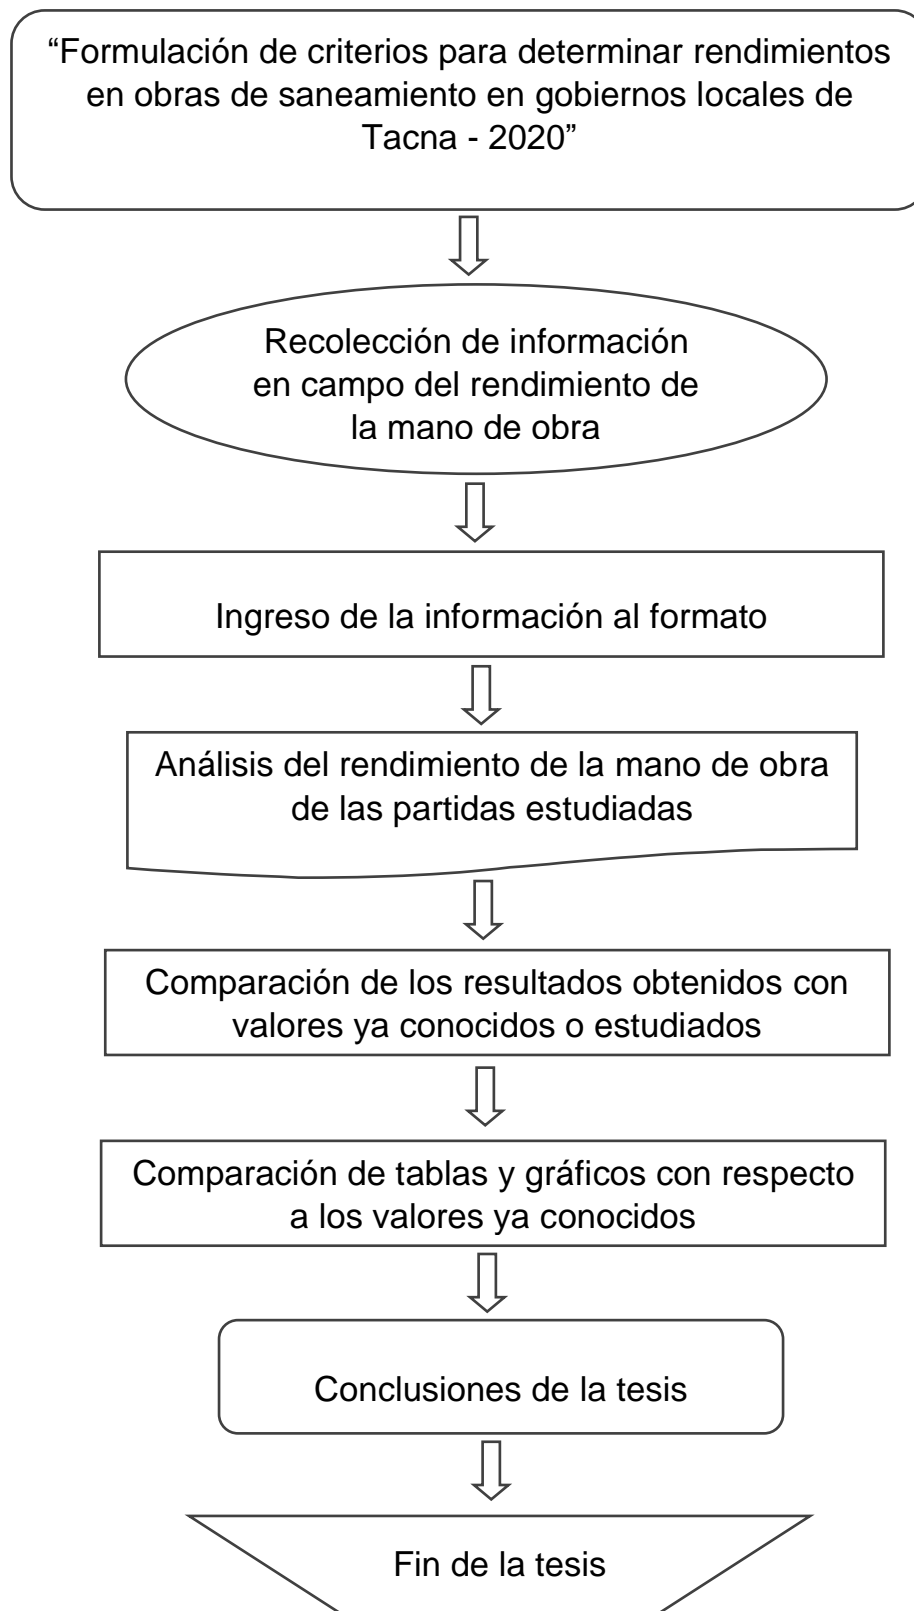 “Formulación de criterios para determinar rendimientos
en obras de saneamiento en gobiernos locales de
Tacna - 2020”
Recolección de información
en campo del rendimiento de
la mano de obra
Ingreso de la información al formato
Análisis del rendimiento de la mano de obra
de las partidas estudiadas
Comparación de los resultados obtenidos con
valores ya conocidos o estudiados
Comparación de tablas y gráficos con respecto
a los valores ya conocidos
Conclusiones de la tesis
Fin de la tesis